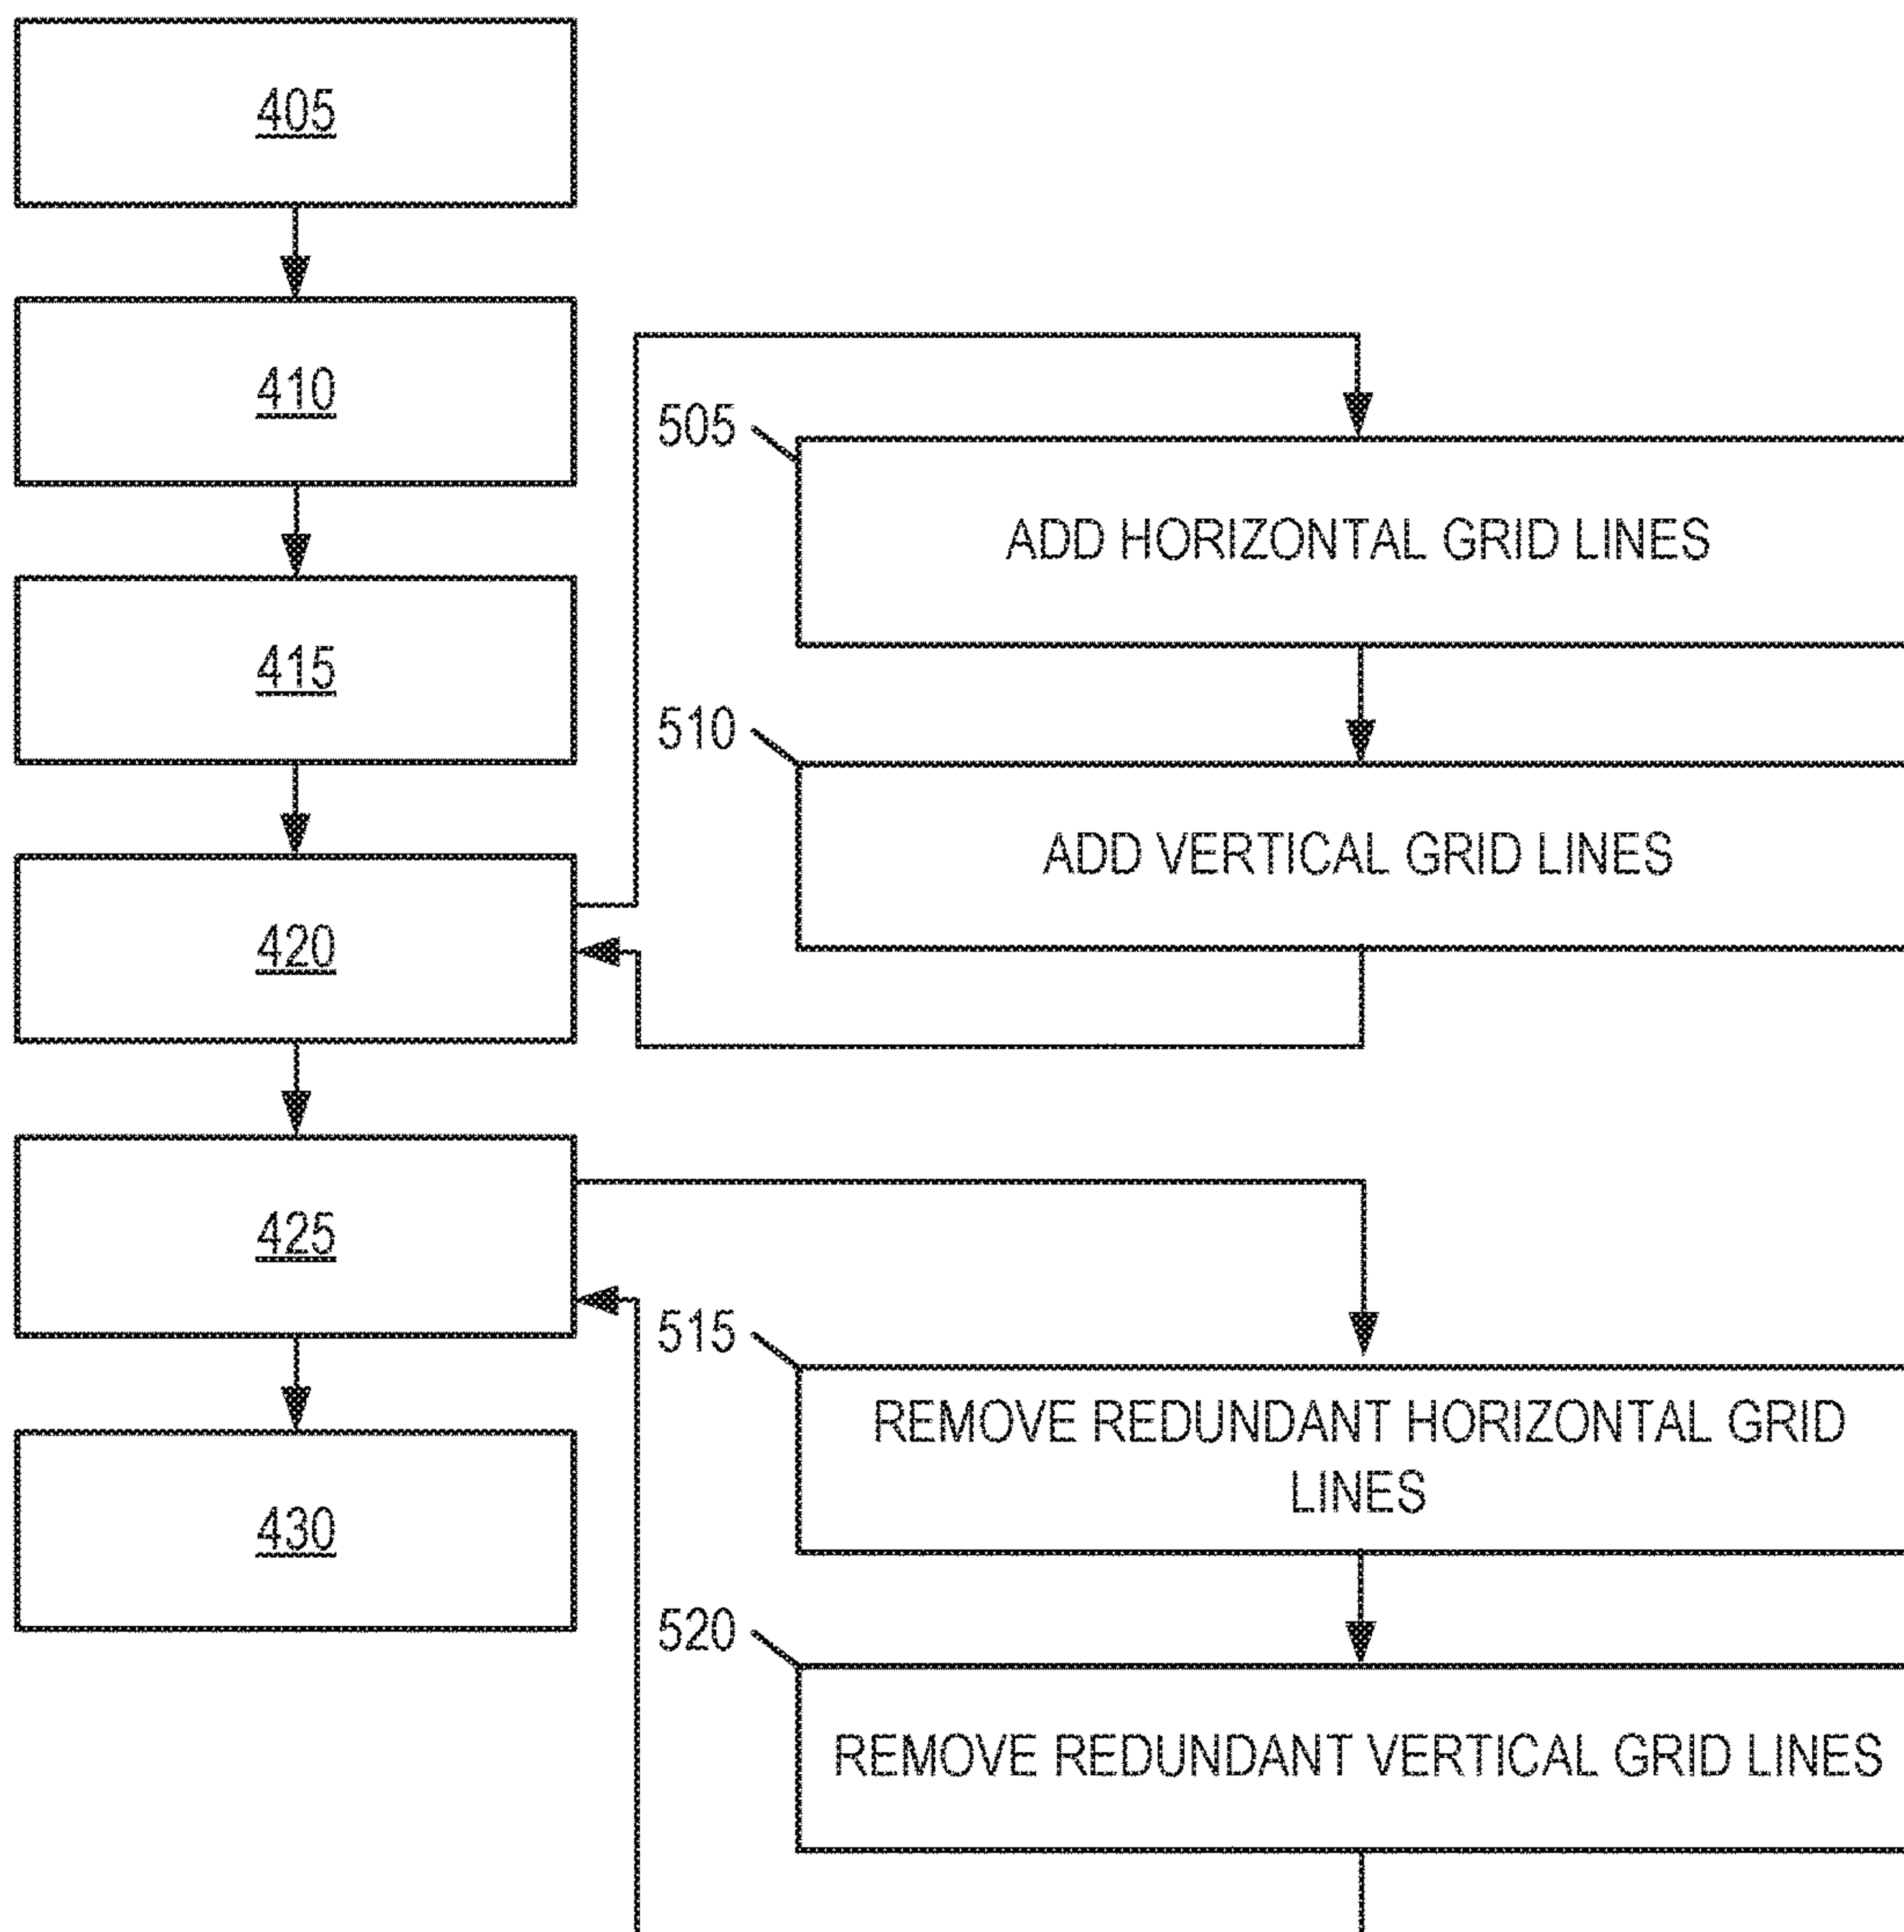 405
410
415
420
425
430
505
ADD HORIZONTAL GRID LINES
510
ADD VERTICAL GRID LINES
515
REMOVE REDUNDANT HORIZONTAL GRID
LINES
520
REMOVE REDUNDANT VERTICAL GRID LINES